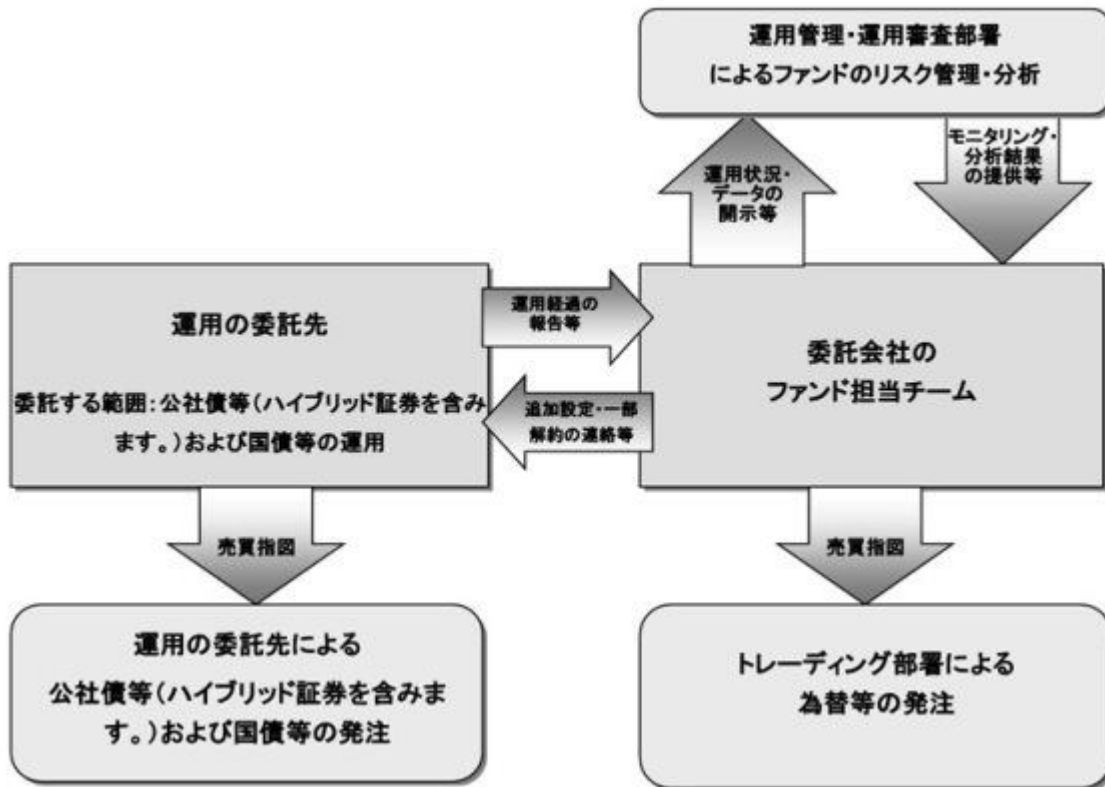 運用管理・運用審査部署
によるファンドのリスク管理・分析
運用状況・
データの
開示等
モニタリング・
分析結果
の提供等
運用の委託先
委託する範囲：公社債等（ハイブリッド証券を含み
ます。）および国債等の運用
運用経過の
報告等
追加設定・一部
解約の連絡等
委託会社の
ファンド担当チーム
売買指図
売買指図
運用の委託先による
公社債等（ハイブリッド証券を含みま
す。）および国債等の発注
トレーディング部署による
為替等の発注